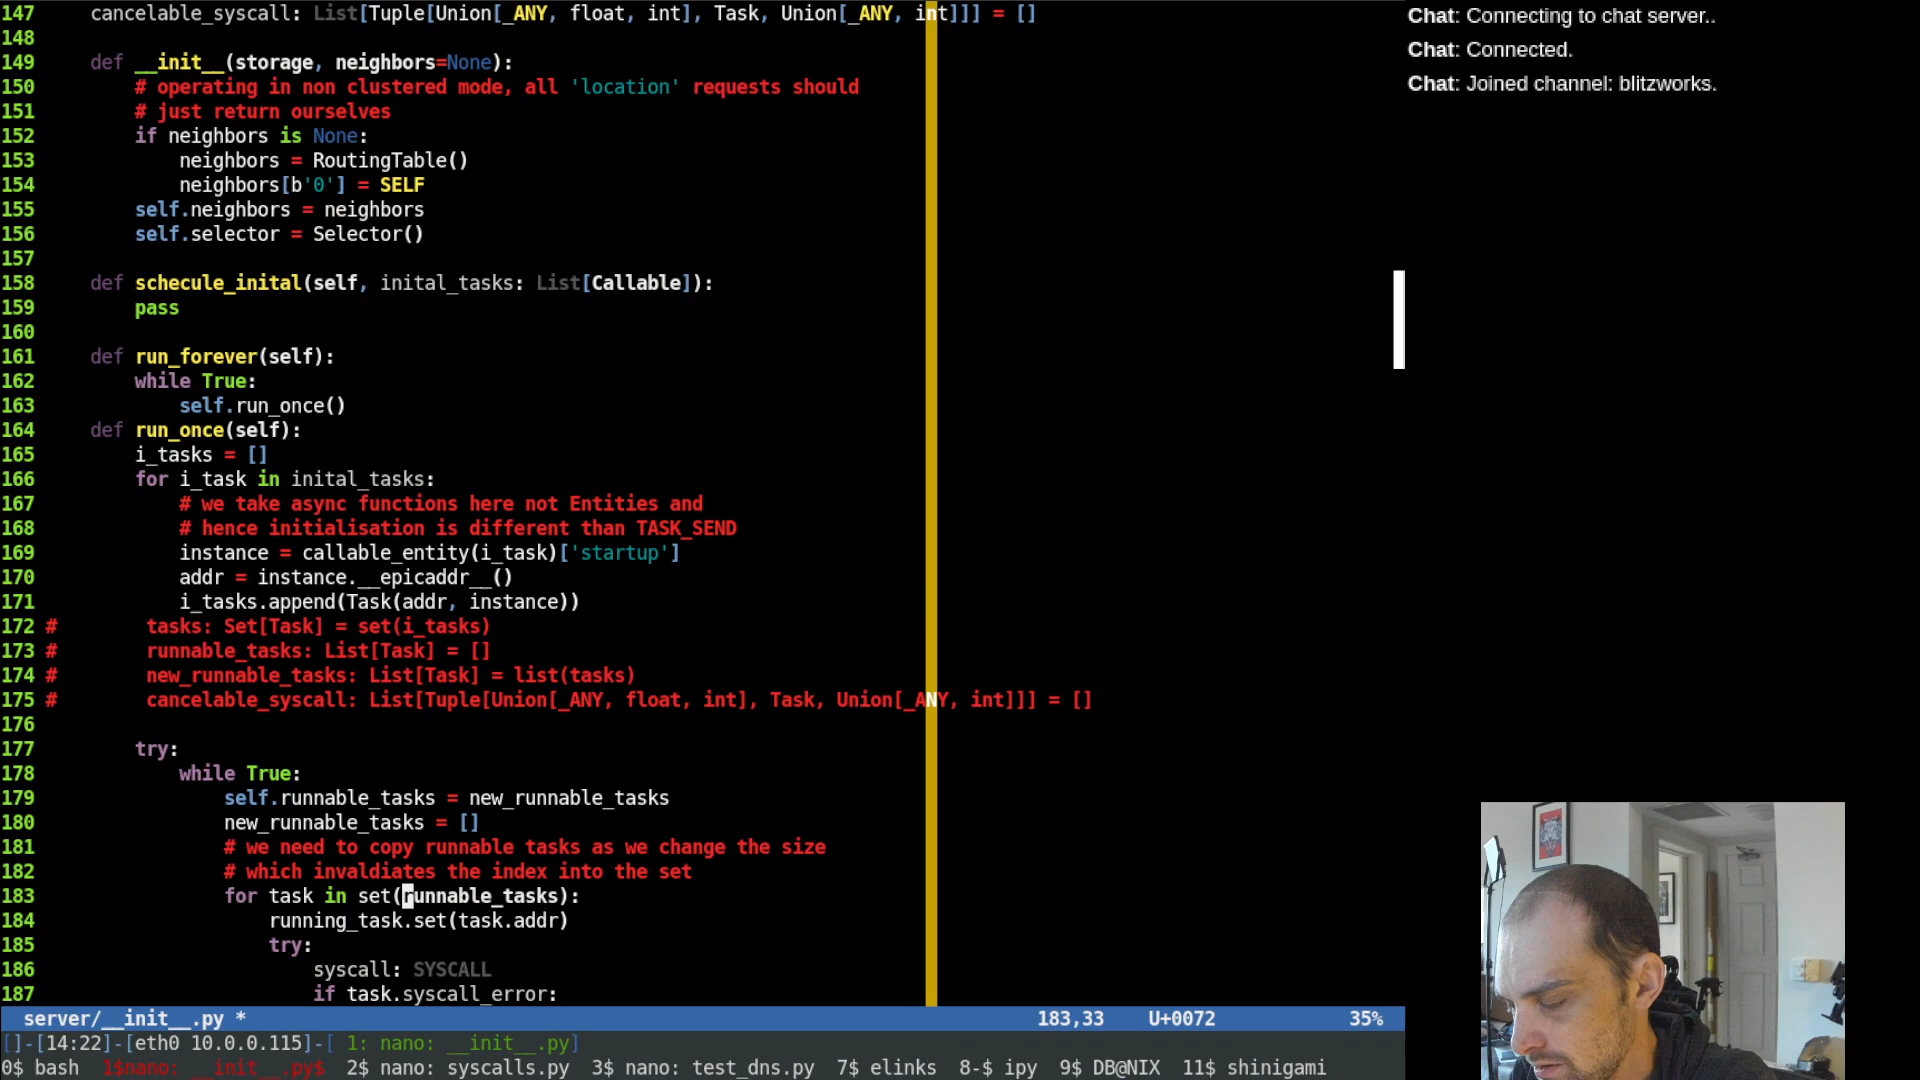 147     cancelable_syscall: List[Tuple[Union[_ANY, float, int], Task, Union[_ANY, int]]] = []
148
149     def __init__(storage, neighbors=None):
150         # operating in non clustered mode, all 'location' requests should
151         # just return ourselves
152         if neighbors is None:
153             neighbors = RoutingTable()
154             neighbors[b'0'] = SELF
155         self.neighbors = neighbors
156         self.selector = Selector()
157
158     def schecule_inital(self, inital_tasks: List[Callable]):
159         pass
160
161     def run_forever(self):
162         while True:
163             self.run_once()
164     def run_once(self):
165         i_tasks = []
166         for i_task in inital_tasks:
167             # we take async functions here not Entities and
168             # hence initialisation is different than TASK_SEND
169             instance = callable_entity(i_task)['startup']
170             addr = instance.__epicaddr__()
171             i_tasks.append(Task(addr, instance))
172 #        tasks: Set[Task] = set(i_tasks)
173 #        runnable_tasks: List[Task] = []
174 #        new_runnable_tasks: List[Task] = list(tasks)
175 #        cancelable_syscall: List[Tuple[Union[_ANY, float, int], Task, Union[_ANY, int]]] = []
176
177         try:
178             while True:
179                 self.runnable_tasks = new_runnable_tasks
180                 new_runnable_tasks = []
181                 # we need to copy runnable tasks as we change the size
182                 # which invaldiates the index into the set
183                 for task in set(runnable_tasks):
184                     running_task.set(task.addr)
185                     try:
186                         syscall: SYSCALL
187                         if task.syscall_error:
server/__init__.py *     183,33    U+0072    35%
[]-[14:22]-[eth0 10.0.0.115]-[ 1: nano: __init__.py]
0$ bash  1$nano: __init__.py$  2$ nano: syscalls.py  3$ nano: test_dns.py  7$ elinks  8-$ ipy  9$ DB@NIX  11$ shinigami
Chat: Connecting to chat server..
Chat: Connected.
Chat: Joined channel: blitzworks.